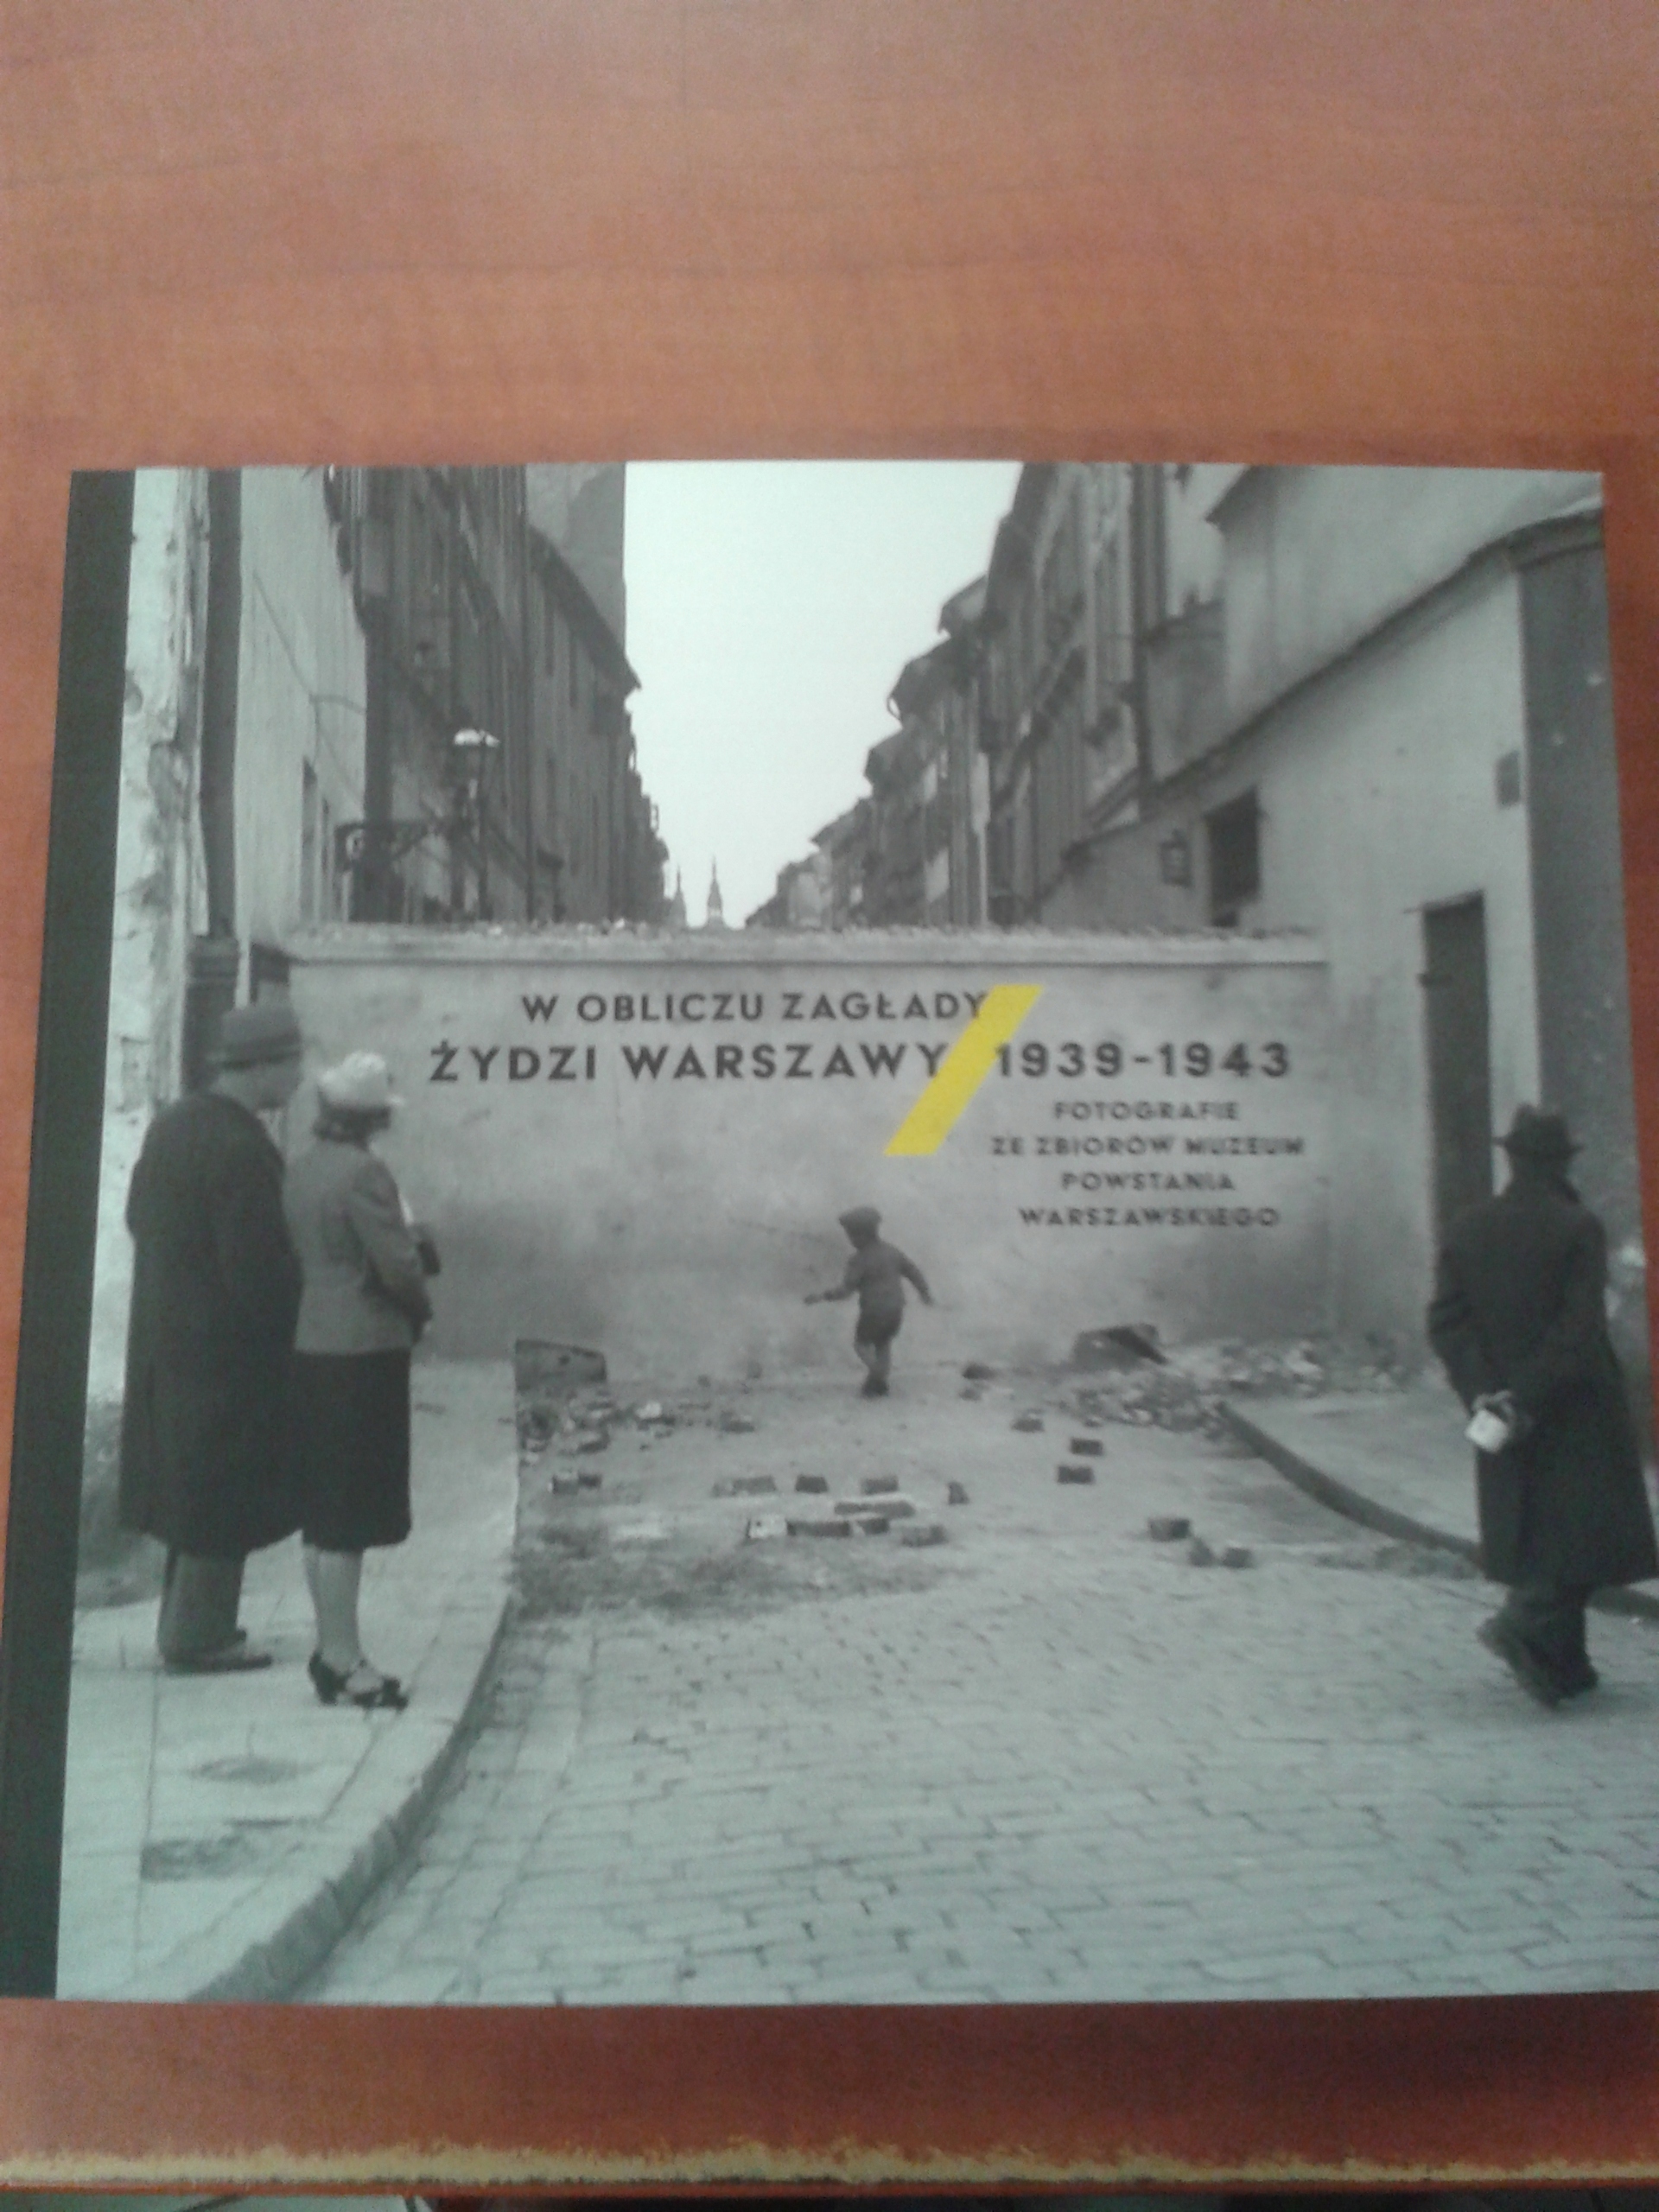 W OBLICZU ZAGŁADY
ŻYDZI WARSZAWY 1939-1943
FOTOGRAFIE
ZE ZBIORÓW MUZEUM
POWSTANIA
WARSZAWSKIEGO